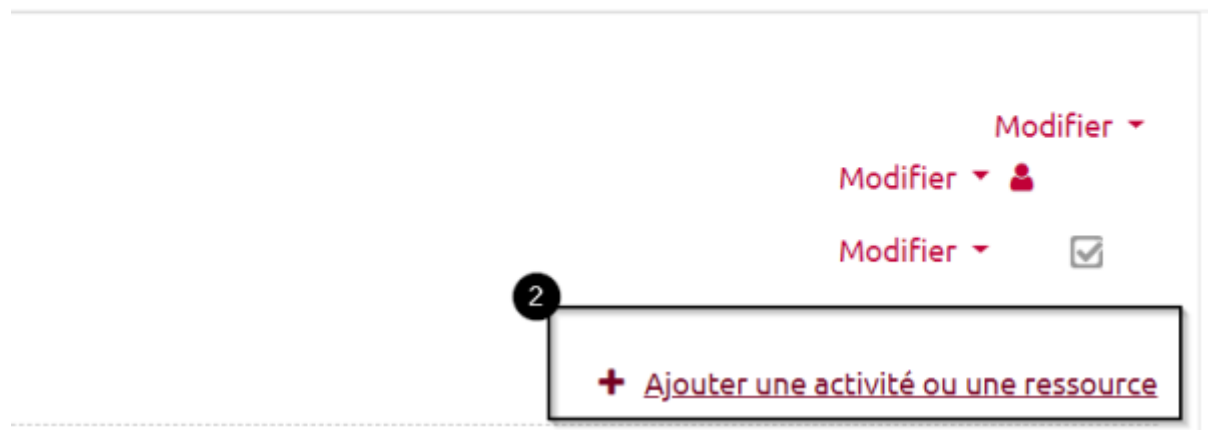 Modifier
Modifier
Modifier
2
Ajouter une activité ou une ressource